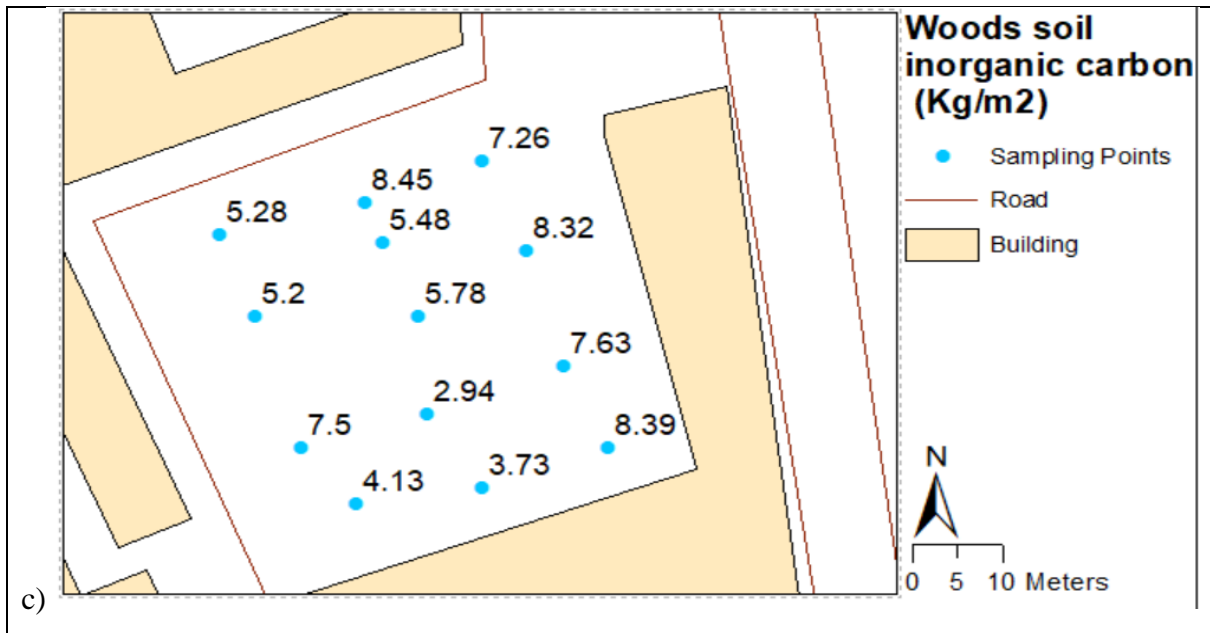 Woods soil
inorganic carbon
(Kg/m2)
7.26
8.45
5.28
5.48
8.32
5.2
5.78
7.63
2.94
7.5
8.39
4.13
3.73
Sampling Points
Road
Building
N
0 5 10 Meters
c)